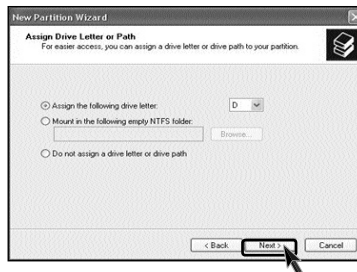 New Partition Wizard
Assign Drive Letter or Path
For easier access, you can assign a drive letter or drive path to your partition.
Assign the following drive letter:
D
Mount in the following empty NTFS folder:
Browse...
Do not assign a drive letter or drive path
< Back
Next >
Cancel